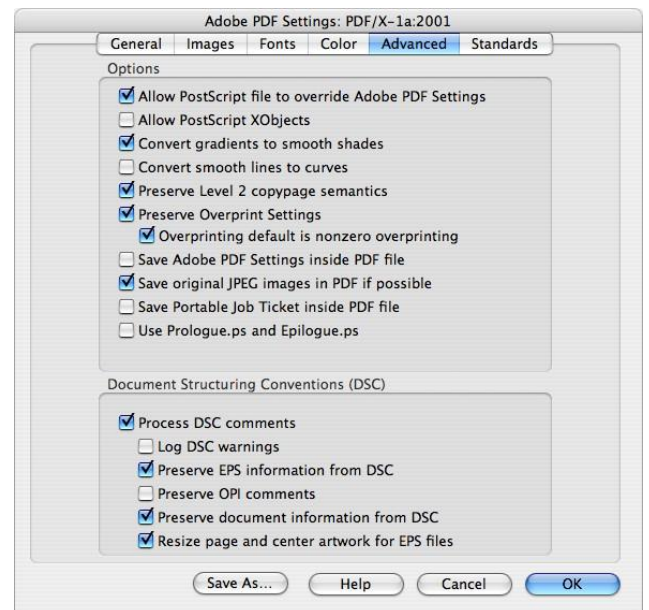 Adobe PDF Settings: PDF/X-1a:2001
General Images Fonts Color Advanced Standards
Options
Allow PostScript file to override Adobe PDF Settings
Allow PostScript XObjects
Convert gradients to smooth shades
Convert smooth lines to curves
Preserve Level 2 copypage semantics
Preserve Overprint Settings
Overprinting default is nonzero overprinting
Save Adobe PDF Settings inside PDF file
Save original JPEG images in PDF if possible
Save Portable Job Ticket inside PDF file
Use Prologue.ps and Epilogue.ps
Document Structuring Conventions (DSC)
Process DSC comments
Log DSC warnings
Preserve EPS information from DSC
Preserve OPI comments
Preserve document information from DSC
Resize page and center artwork for EPS files
Save As... Help Cancel OK